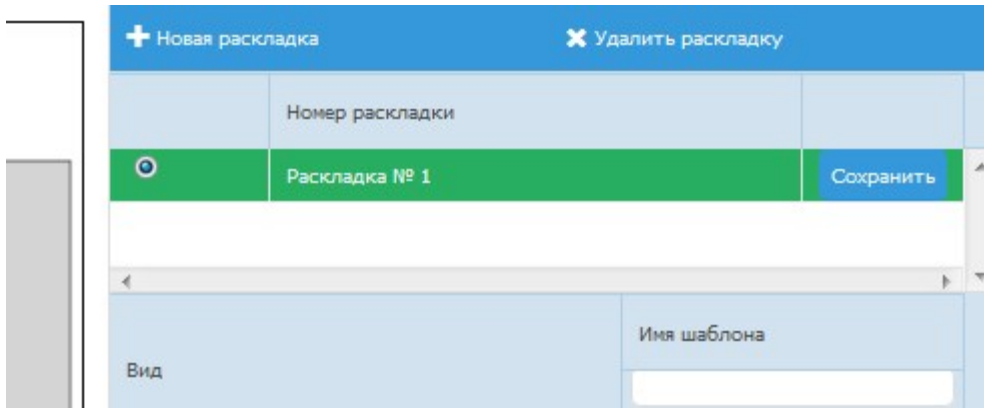 Новая раскладка
Удалить раскладку
Номер раскладки
Раскладка № 1
Сохранить
Имя шаблона
Вид